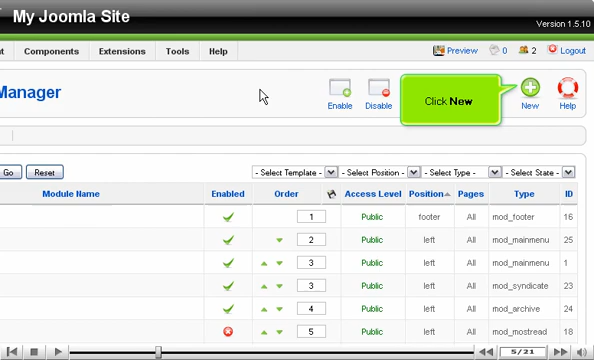 My Joomla Site
Version 1.5.10
Components Extensions Tools Help Preview 0 2 Logout
Manager
Enable Disable Click New New Help
Go Reset - Select Template - - Select Position - - Select Type - - Select State -
Module Name Enabled Order Access Level Position Pages Type ID
1 Public footer All mod_footer 16
2 Public left All mod_mainmenu 25
3 Public left All mod_mainmenu 1
3 Public left All mod_syndicate 23
4 Public left All mod_archive 24
5 Public left All mod_mostread 18
5/21